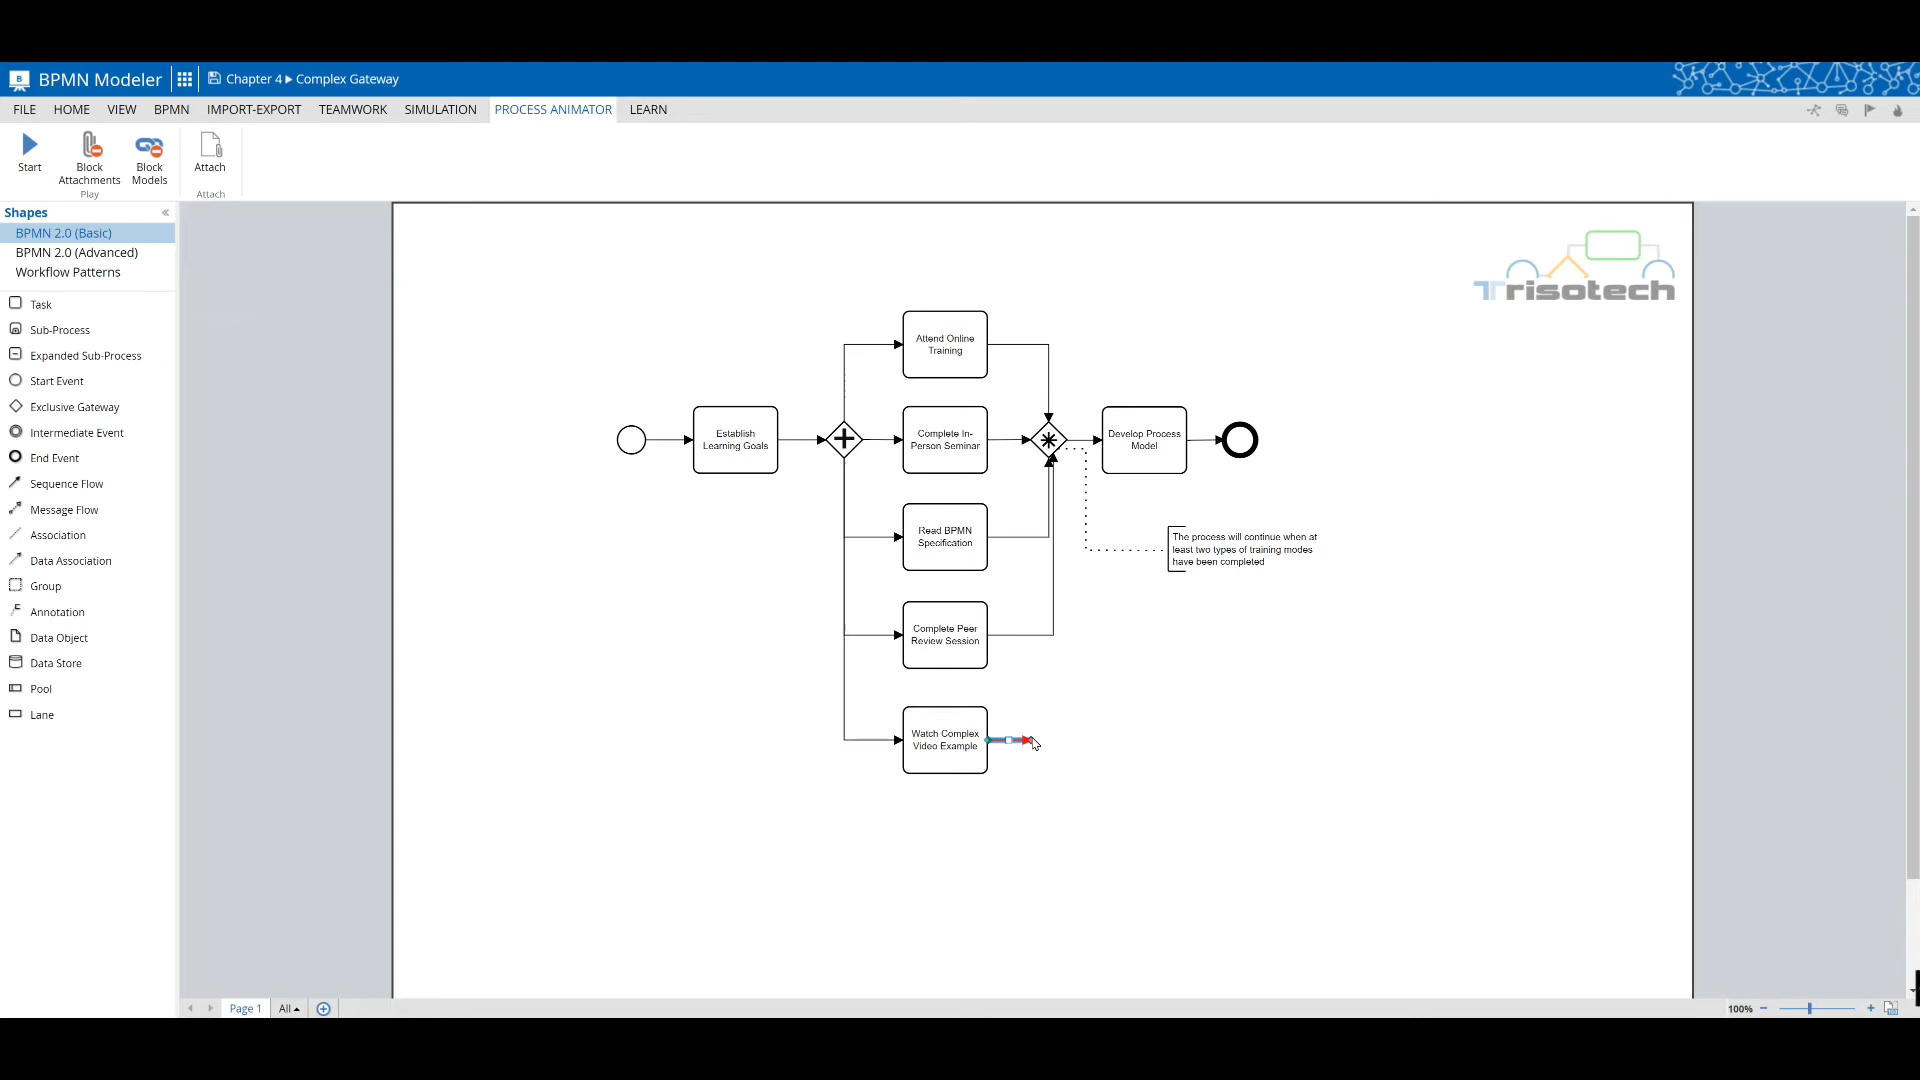 B
BPMN Modeler
Chapter 4 ▸ Complex Gateway
FILE HOME VIEW BPMN IMPORT-EXPORT TEAMWORK SIMULATION PROCESS ANIMATOR LEARN
Start
Block
Attachments
Block
Models
Attach
Play
Attach
Shapes
BPMN 2.0 (Basic)
BPMN 2.0 (Advanced)
Workflow Patterns
Task
Sub-Process
Expanded Sub-Process
Start Event
Exclusive Gateway
Intermediate Event
End Event
Sequence Flow
Message Flow
Association
Data Association
Group
Annotation
Data Object
Data Store
Pool
Lane
Trisotech
Attend Online
Training
Establish
Learning Goals
Complete In-
Person Seminar
Develop Process
Model
Read BPMN
Specification
The process will continue when at
least two types of training modes
have been completed
Complete Peer
Review Session
Watch Complex
Video Example
Page 1
All
100%